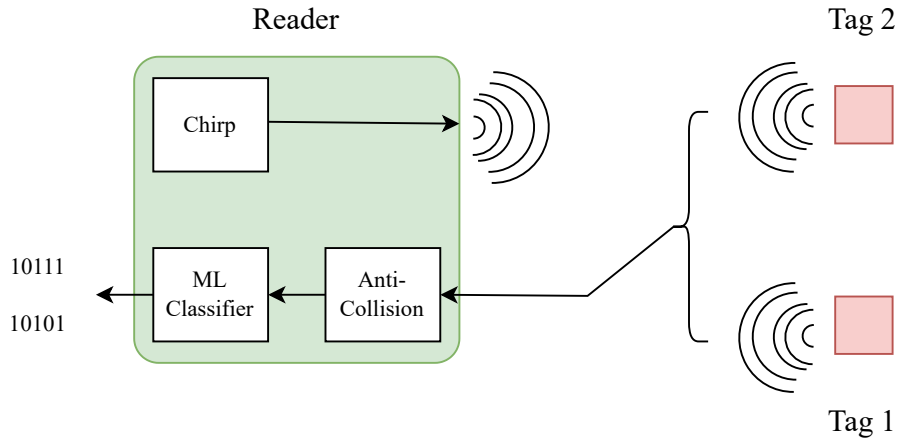 Reader
Tag 2
Chirp
10111
10101
ML
Classifier
Anti-
Collision
Tag 1